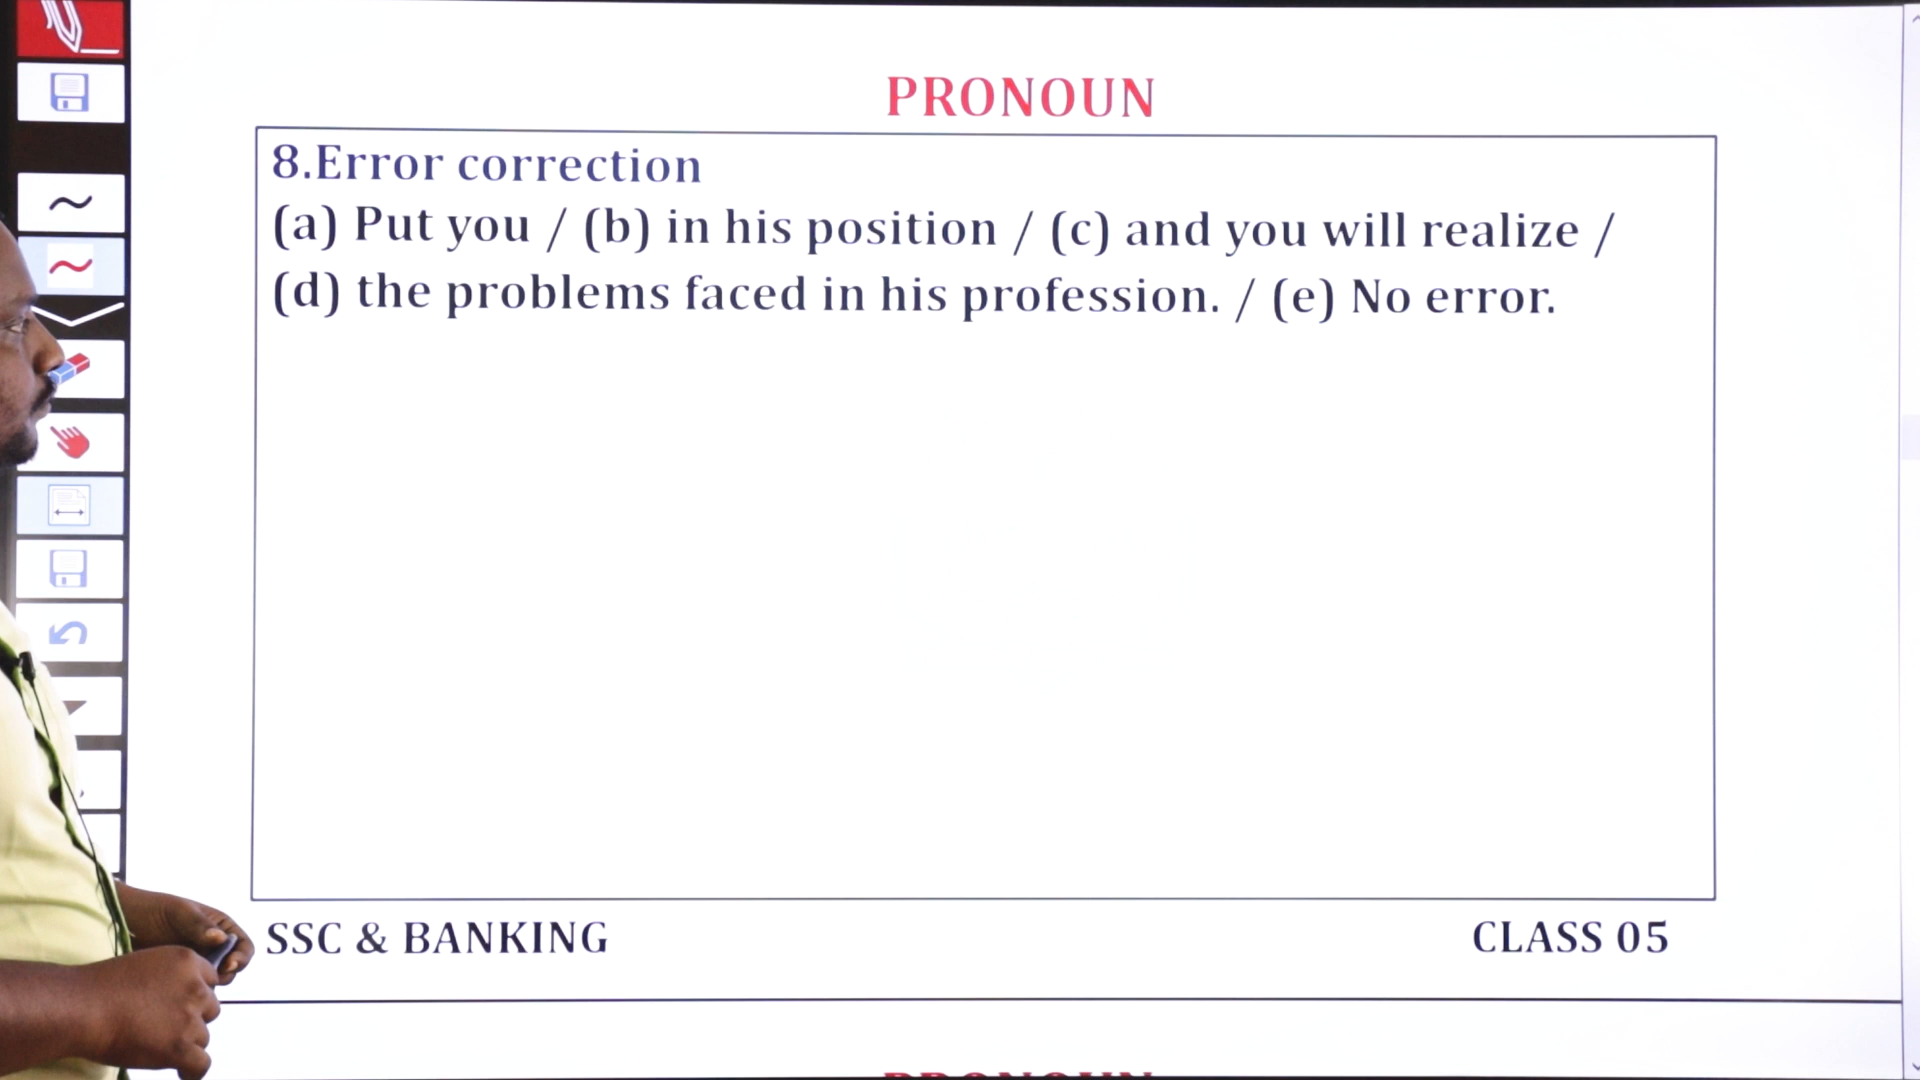 PRONOUN
8.Error correction
(a) Put you / (b) in his position / (c) and you will realize /
(d) the problems faced in his profession. / (e) No error.
SSC & BANKING
CLASS 05
PRONOUN